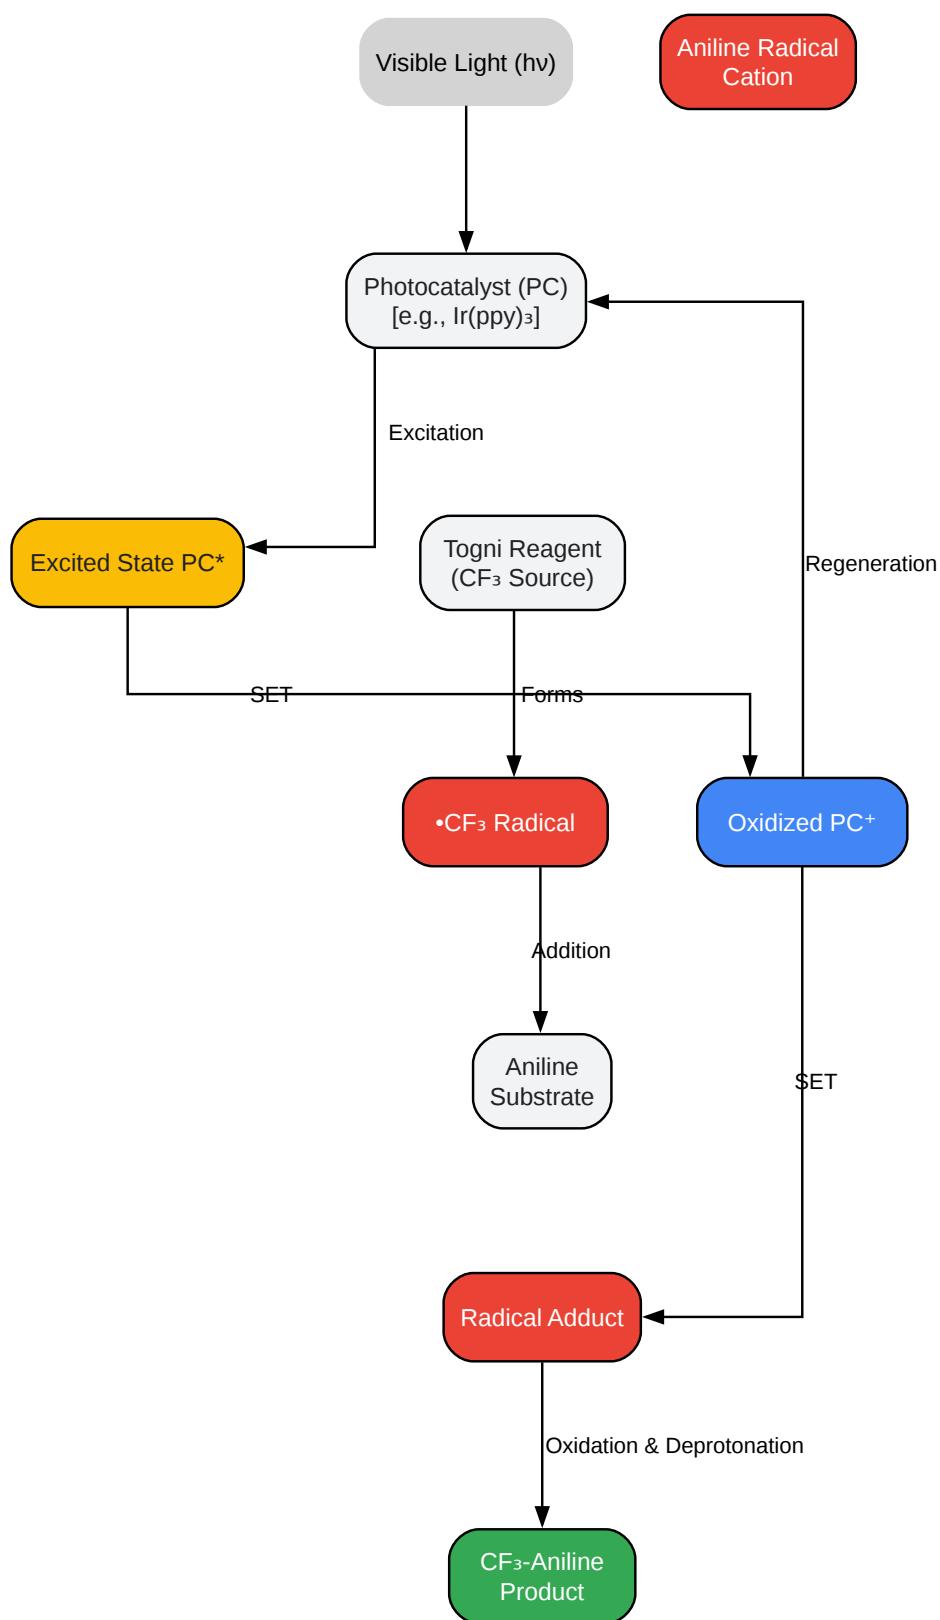 Visible Light (hν)
Aniline Radical
Cation
Photocatalyst (PC)
[e.g., Ir(ppy)₃]
Excitation
Excited State PC*
Togni Reagent
(CF₃ Source)
Regeneration
SET
Forms
•CF₃ Radical
Oxidized PC⁺
Addition
Aniline
Substrate
SET
Radical Adduct
Oxidation & Deprotonation
CF₃-Aniline
Product